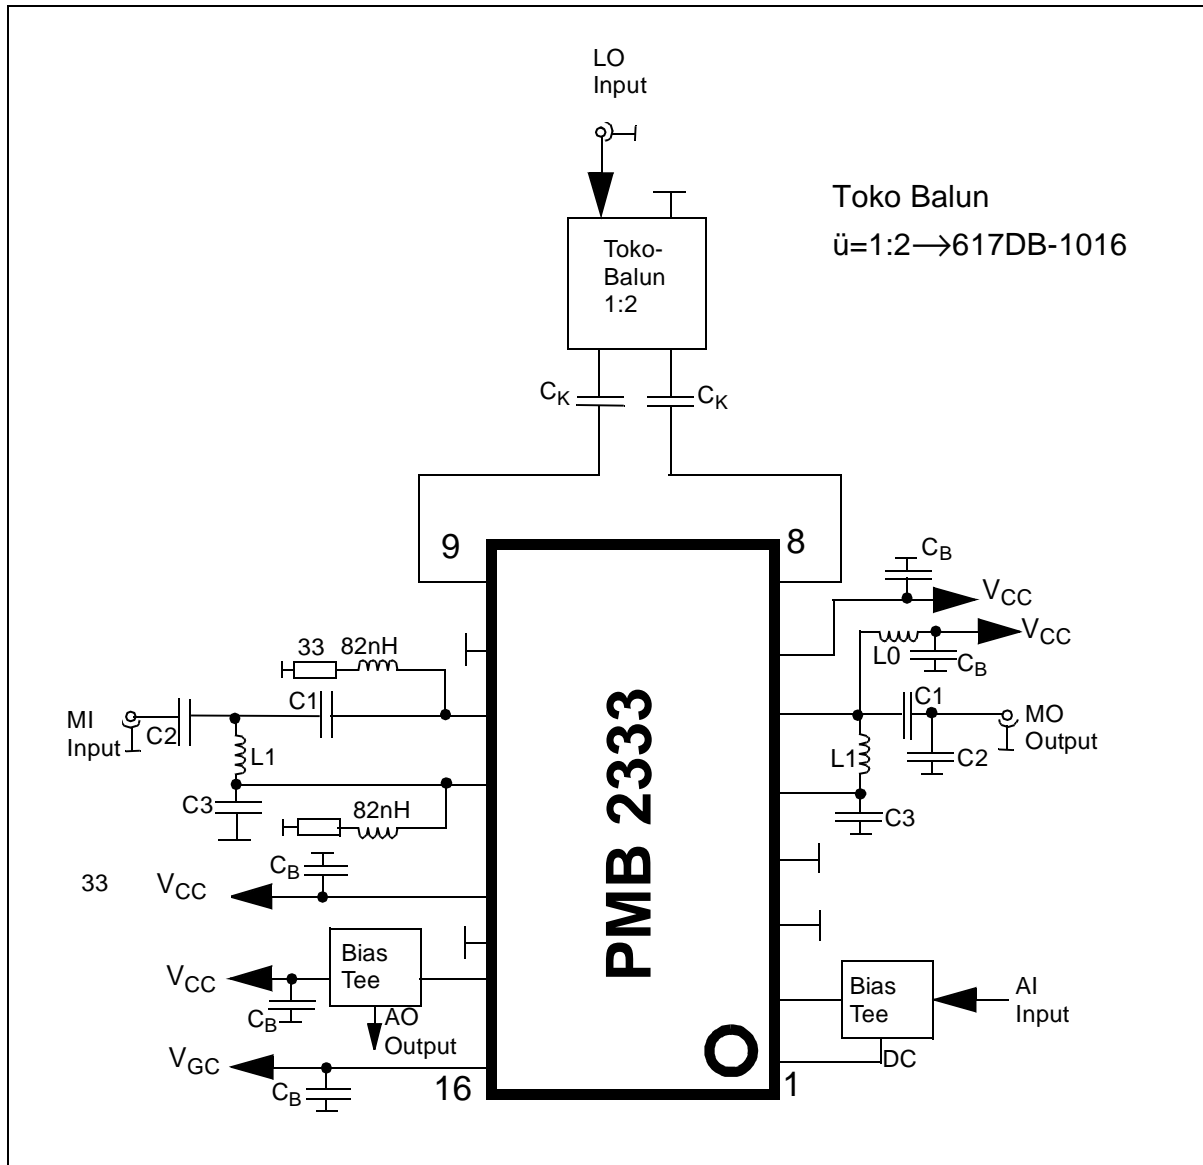 LO
Input
Toko Balun
ü=1:2→617DB-1016
Toko-
Balun
1:2
CK
CK
9
8
CB
VCC
VCC
L0
CB
33
82nH
C1
C1
MI
Input
C2
MO
Output
L1
L1
C2
C3
82nH
C3
CB
33
VCC
PMB 2333
Bias
Tee
VCC
CB
AO
Output
Bias
Tee
AI
Input
VGC
CB
DC
16
1